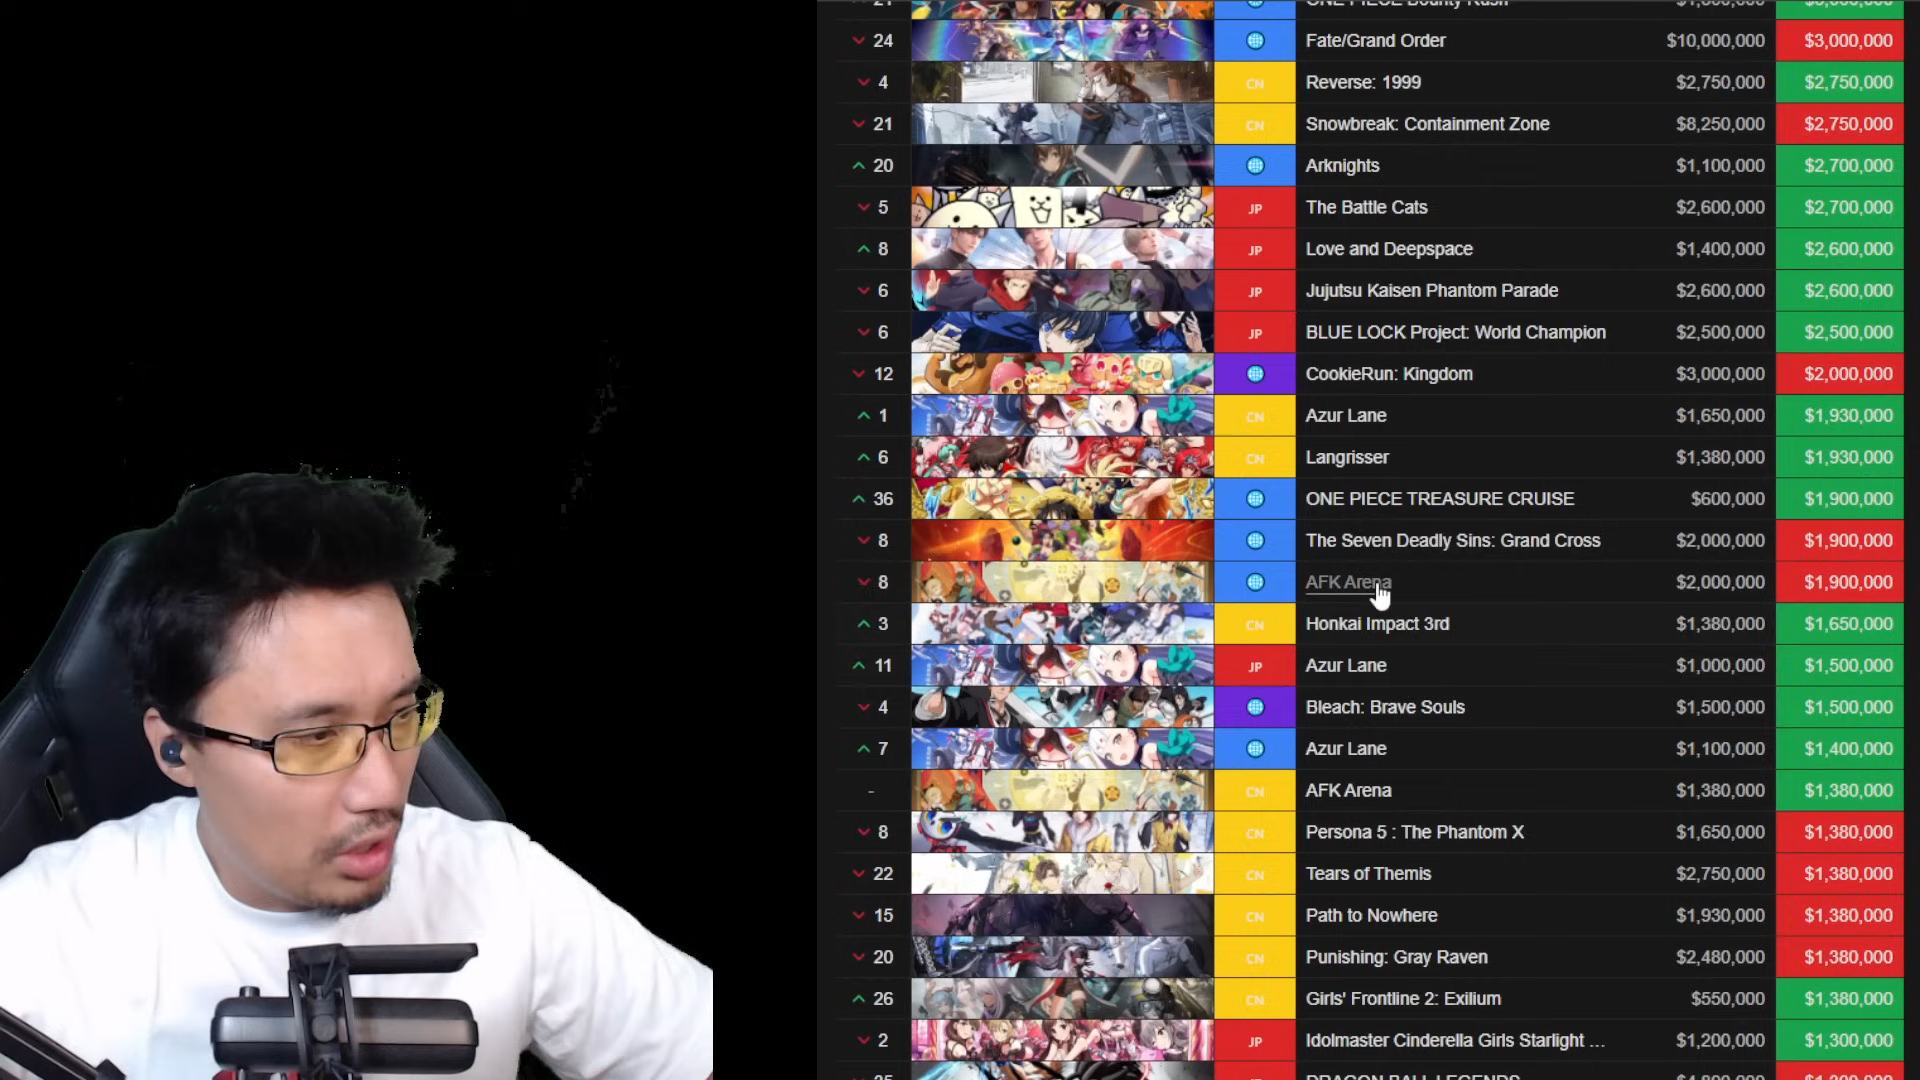 24 Fate/Grand Order $10,000,000 $3,000,000
4 CN Reverse: 1999 $2,750,000 $2,750,000
21 CN Snowbreak: Containment Zone $8,250,000 $2,750,000
20 Arknights $1,100,000 $2,700,000
5 JP The Battle Cats $2,600,000 $2,700,000
8 JP Love and Deepspace $1,400,000 $2,600,000
6 JP Jujutsu Kaisen Phantom Parade $2,600,000 $2,600,000
6 JP BLUE LOCK Project: World Champion $2,500,000 $2,500,000
12 CookieRun: Kingdom $3,000,000 $2,000,000
1 CN Azur Lane $1,650,000 $1,930,000
6 CN Langrisser $1,380,000 $1,930,000
36 ONE PIECE TREASURE CRUISE $600,000 $1,900,000
8 The Seven Deadly Sins: Grand Cross $2,000,000 $1,900,000
8 AFK Arena $2,000,000 $1,900,000
3 CN Honkai Impact 3rd $1,380,000 $1,650,000
11 JP Azur Lane $1,000,000 $1,500,000
4 Bleach: Brave Souls $1,500,000 $1,500,000
7 Azur Lane $1,100,000 $1,400,000
- CN AFK Arena $1,380,000 $1,380,000
8 CN Persona 5 : The Phantom X $1,650,000 $1,380,000
22 CN Tears of Themis $2,750,000 $1,380,000
15 CN Path to Nowhere $1,930,000 $1,380,000
20 CN Punishing: Gray Raven $2,480,000 $1,380,000
26 CN Girls' Frontline 2: Exilium $550,000 $1,380,000
2 JP Idolmaster Cinderella Girls Starlight ... $1,200,000 $1,300,000